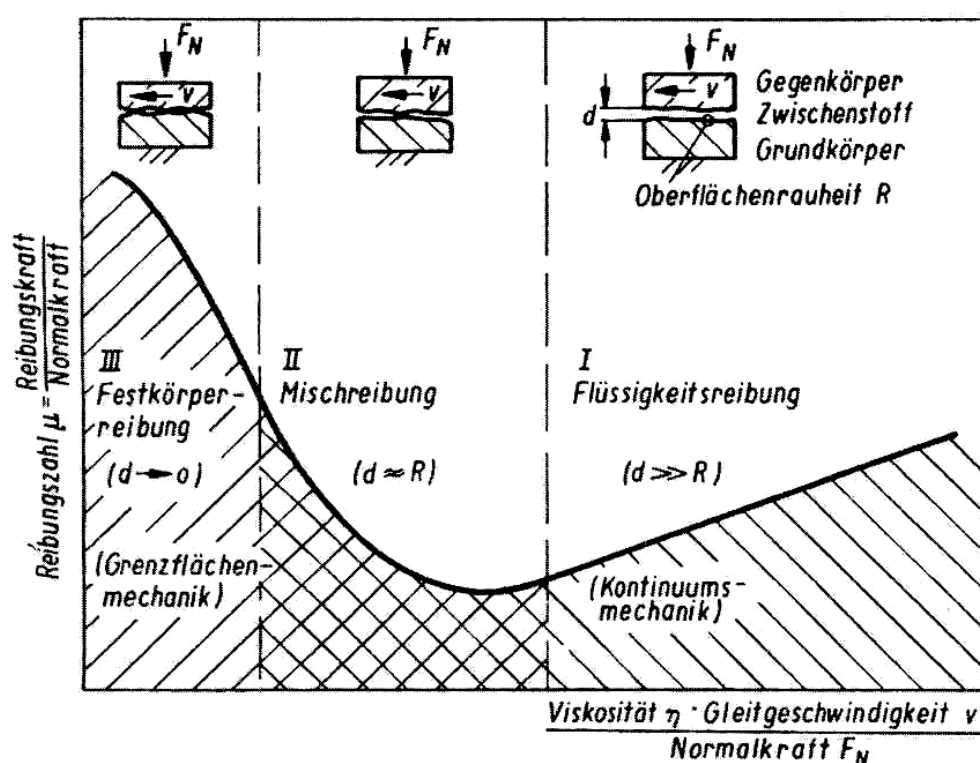 F_N
v
F_N
v
F_N
v
d
Gegenkörper
Zwischenstoff
Grundkörper
Oberflächenrauheit R
Reibungszahl μ = Reibungskraft
Normalkraft
III
Festkörper-
reibung
(d → o)
(Grenzflächen-
mechanik)
II
Mischreibung
(d ≈ R)
I
Flüssigkeitsreibung
(d ≫ R)
(Kontinuums-
mechanik)
Viskosität η · Gleitgeschwindigkeit v
Normalkraft F_N